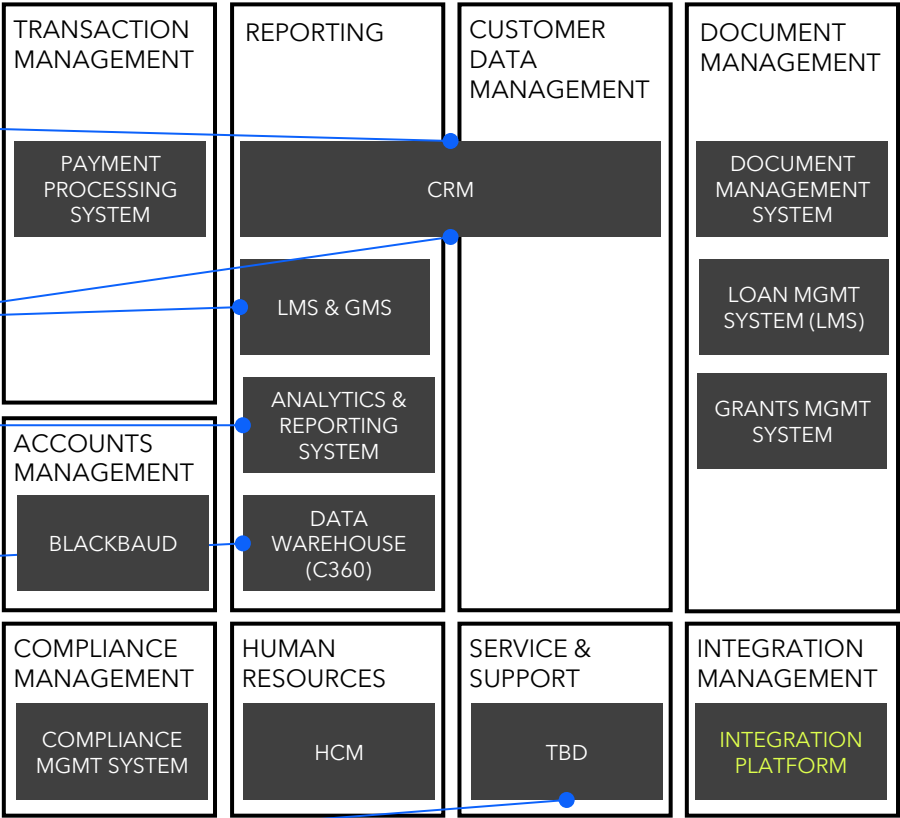 TRANSACTION
MANAGEMENT
PAYMENT
PROCESSING
SYSTEM
REPORTING
CUSTOMER
DATA
MANAGEMENT
CRM
LMS & GMS
ANALYTICS &
REPORTING
SYSTEM
DATA
WAREHOUSE
(C360)
DOCUMENT
MANAGEMENT
DOCUMENT
MANAGEMENT
SYSTEM
LOAN MGMT
SYSTEM (LMS)
GRANTS MGMT
SYSTEM
ACCOUNTS
MANAGEMENT
BLACKBAUD
COMPLIANCE
MANAGEMENT
COMPLIANCE
MGMT SYSTEM
HUMAN
RESOURCES
HCM
SERVICE &
SUPPORT
TBD
INTEGRATION
MANAGEMENT
INTEGRATION
PLATFORM